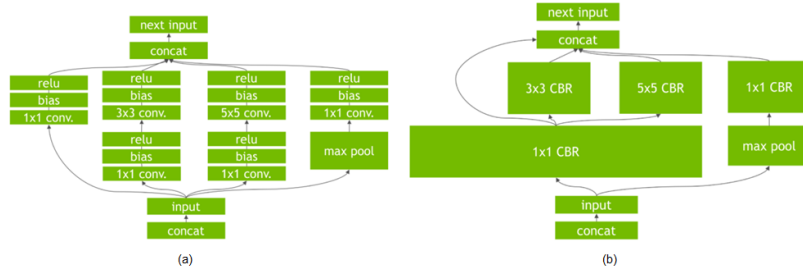 next input
concat
relu
bias
1x1 conv.
relu
bias
3x3 conv.
relu
bias
1x1 conv.
relu
bias
5x5 conv.
relu
bias
1x1 conv.
relu
bias
1x1 conv.
max pool
input
concat
(a)
next input
concat
3x3 CBR
5x5 CBR
1x1 CBR
1x1 CBR
max pool
input
concat
(b)